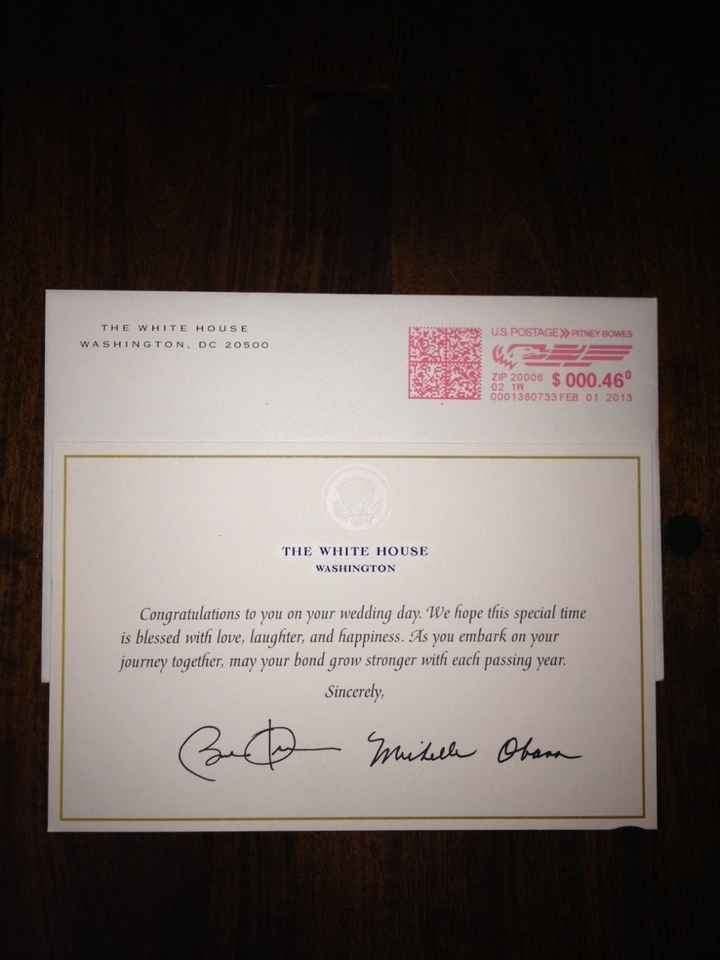 THE WHITE HOUSE
WASHINGTON, DC 20500
U.S. POSTAGE » PITNEY BOWES
ZIP 20006 $ 000.46⁰
02 1R
0001380733 FEB 01 2013
THE WHITE HOUSE
WASHINGTON
Congratulations to you on your wedding day. We hope this special time
is blessed with love, laughter, and happiness. As you embark on your
journey together, may your bond grow stronger with each passing year.
Sincerely,
Michelle Obama